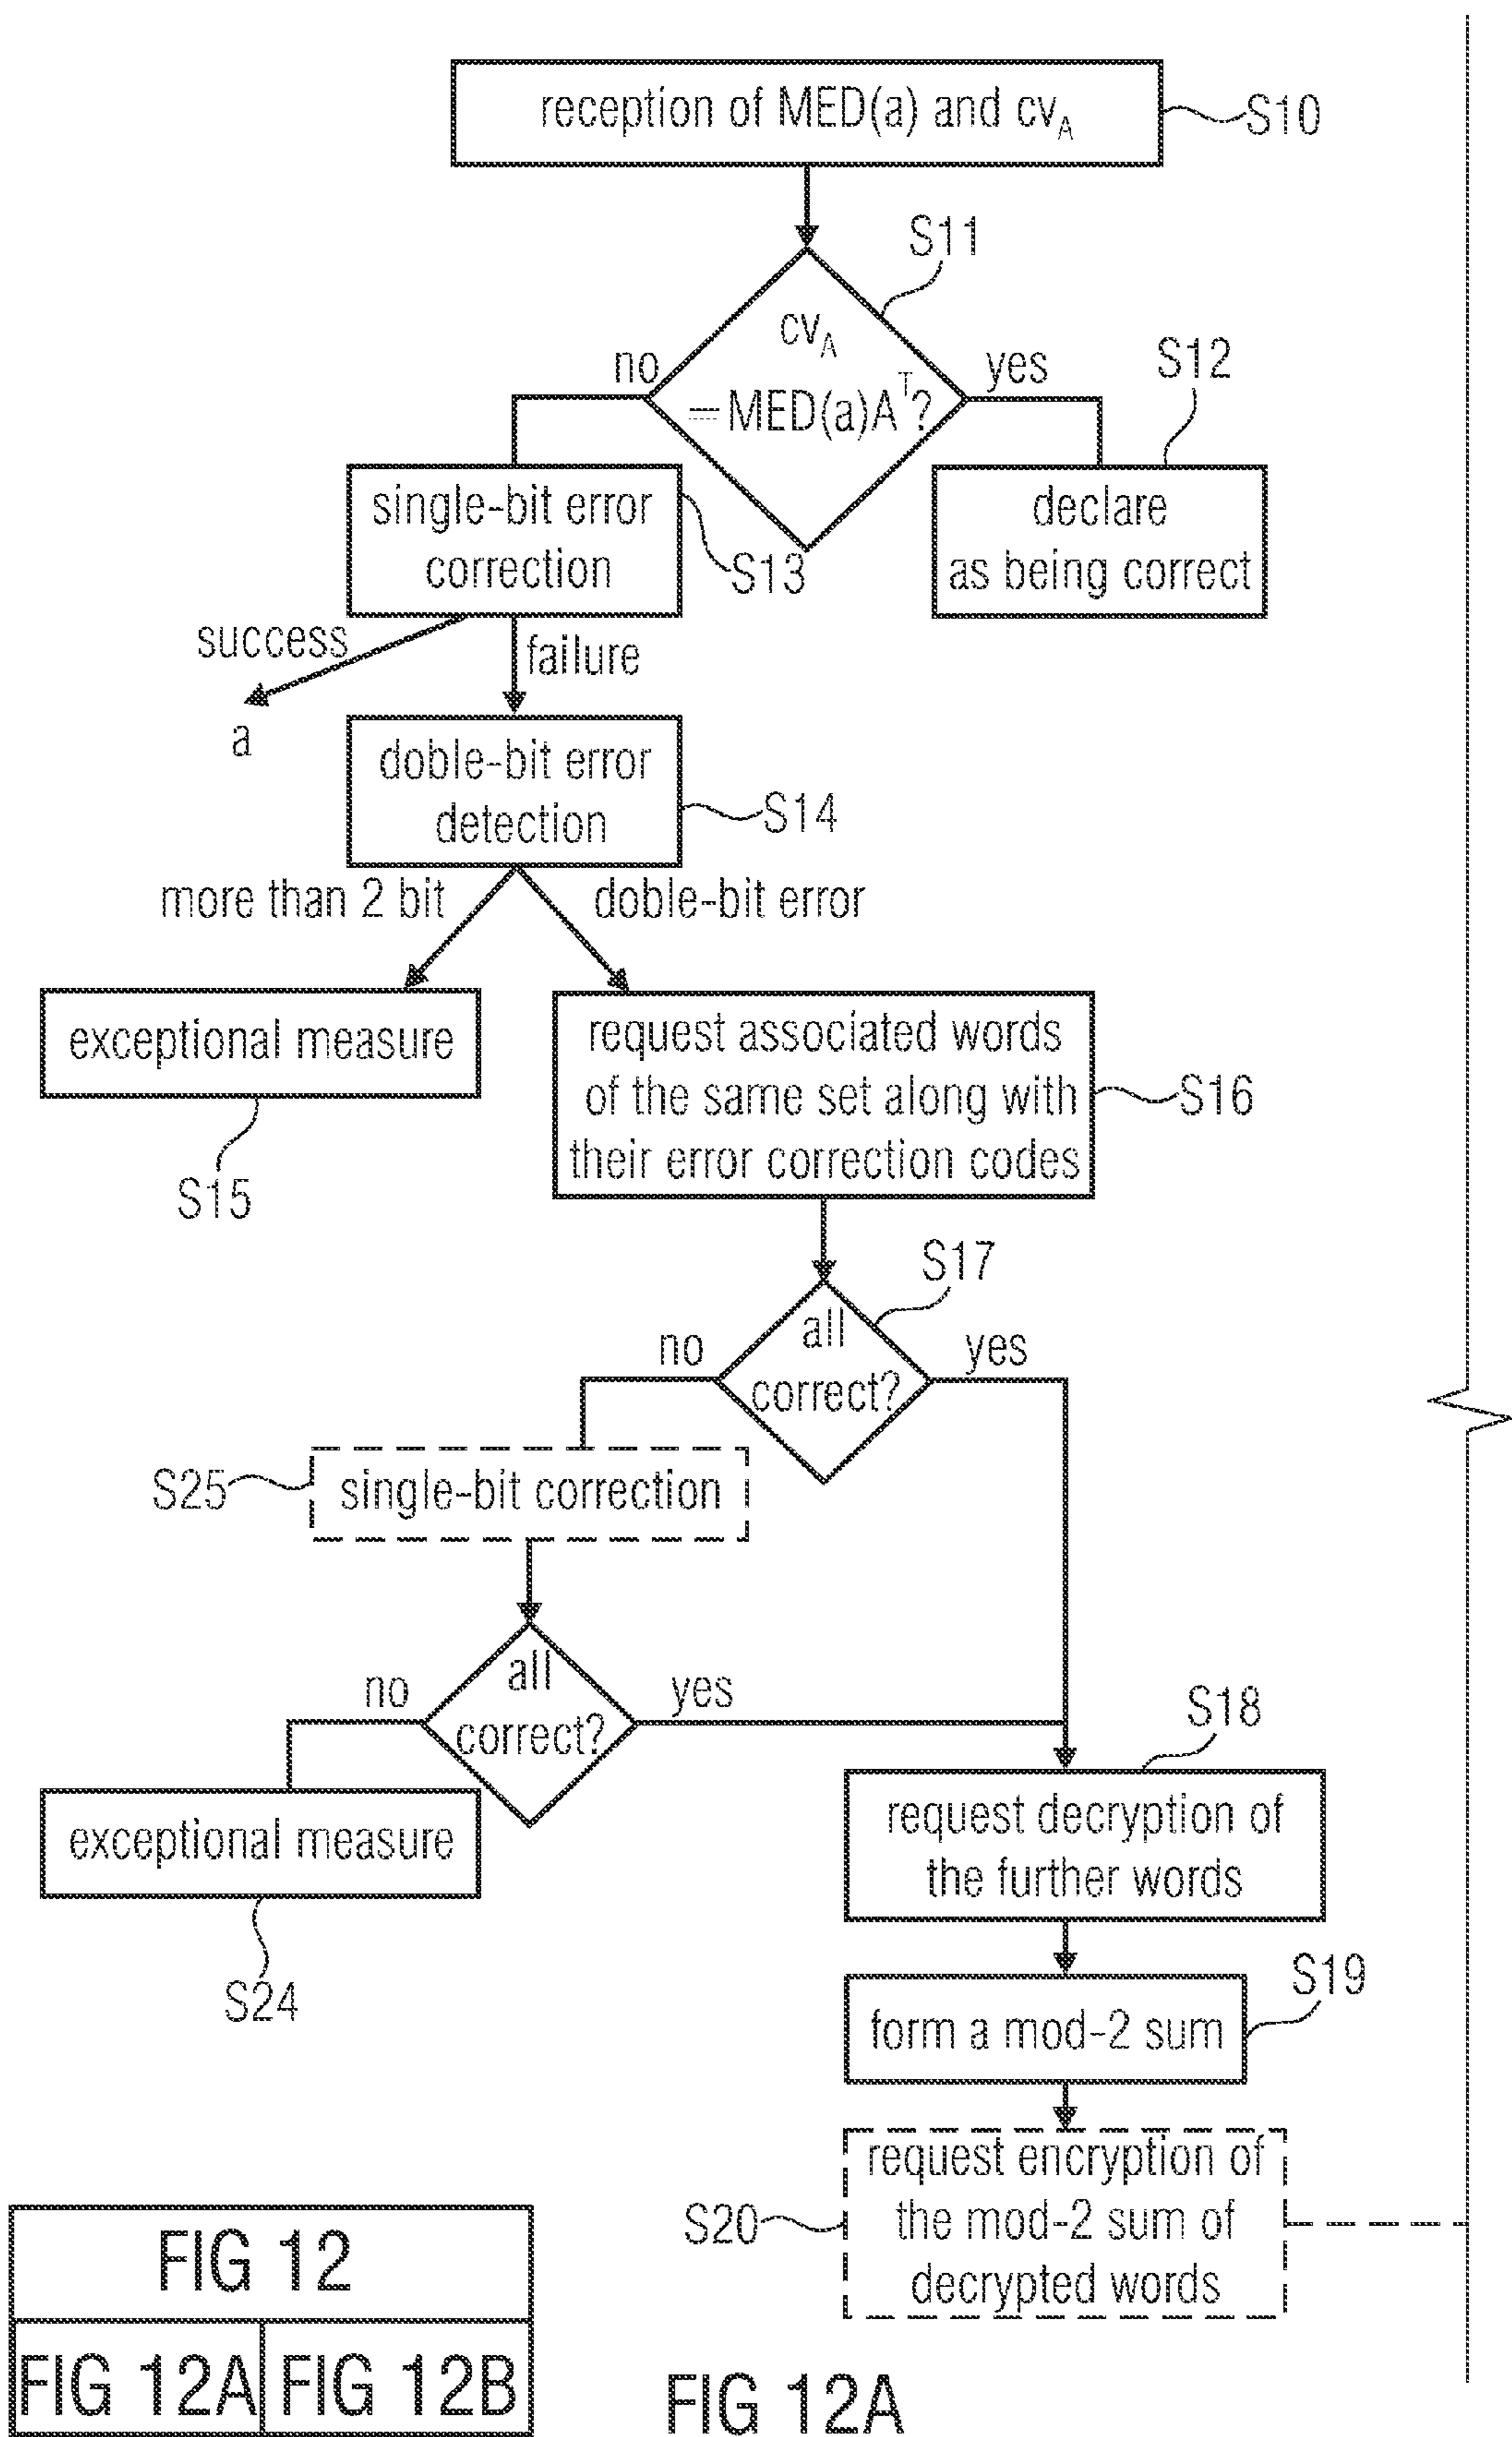 reception of MED(a) and cvA
S10
S11
cvA
=MED(a)Aᵀ?
no
yes
S12
single-bit error
correction
S13
declare
as being correct
success
failure
a
doble-bit error
detection
S14
more than 2 bit
doble-bit error
exceptional measure
S15
request associated words
of the same set along with
their error correction codes
S16
S17
all
correct?
no
yes
S25
single-bit correction
all
correct?
no
yes
exceptional measure
S24
S18
request decryption of
the further words
S19
form a mod-2 sum
S20
request encryption of
the mod-2 sum of
decrypted words
FIG 12
FIG 12A
FIG 12B
FIG 12A